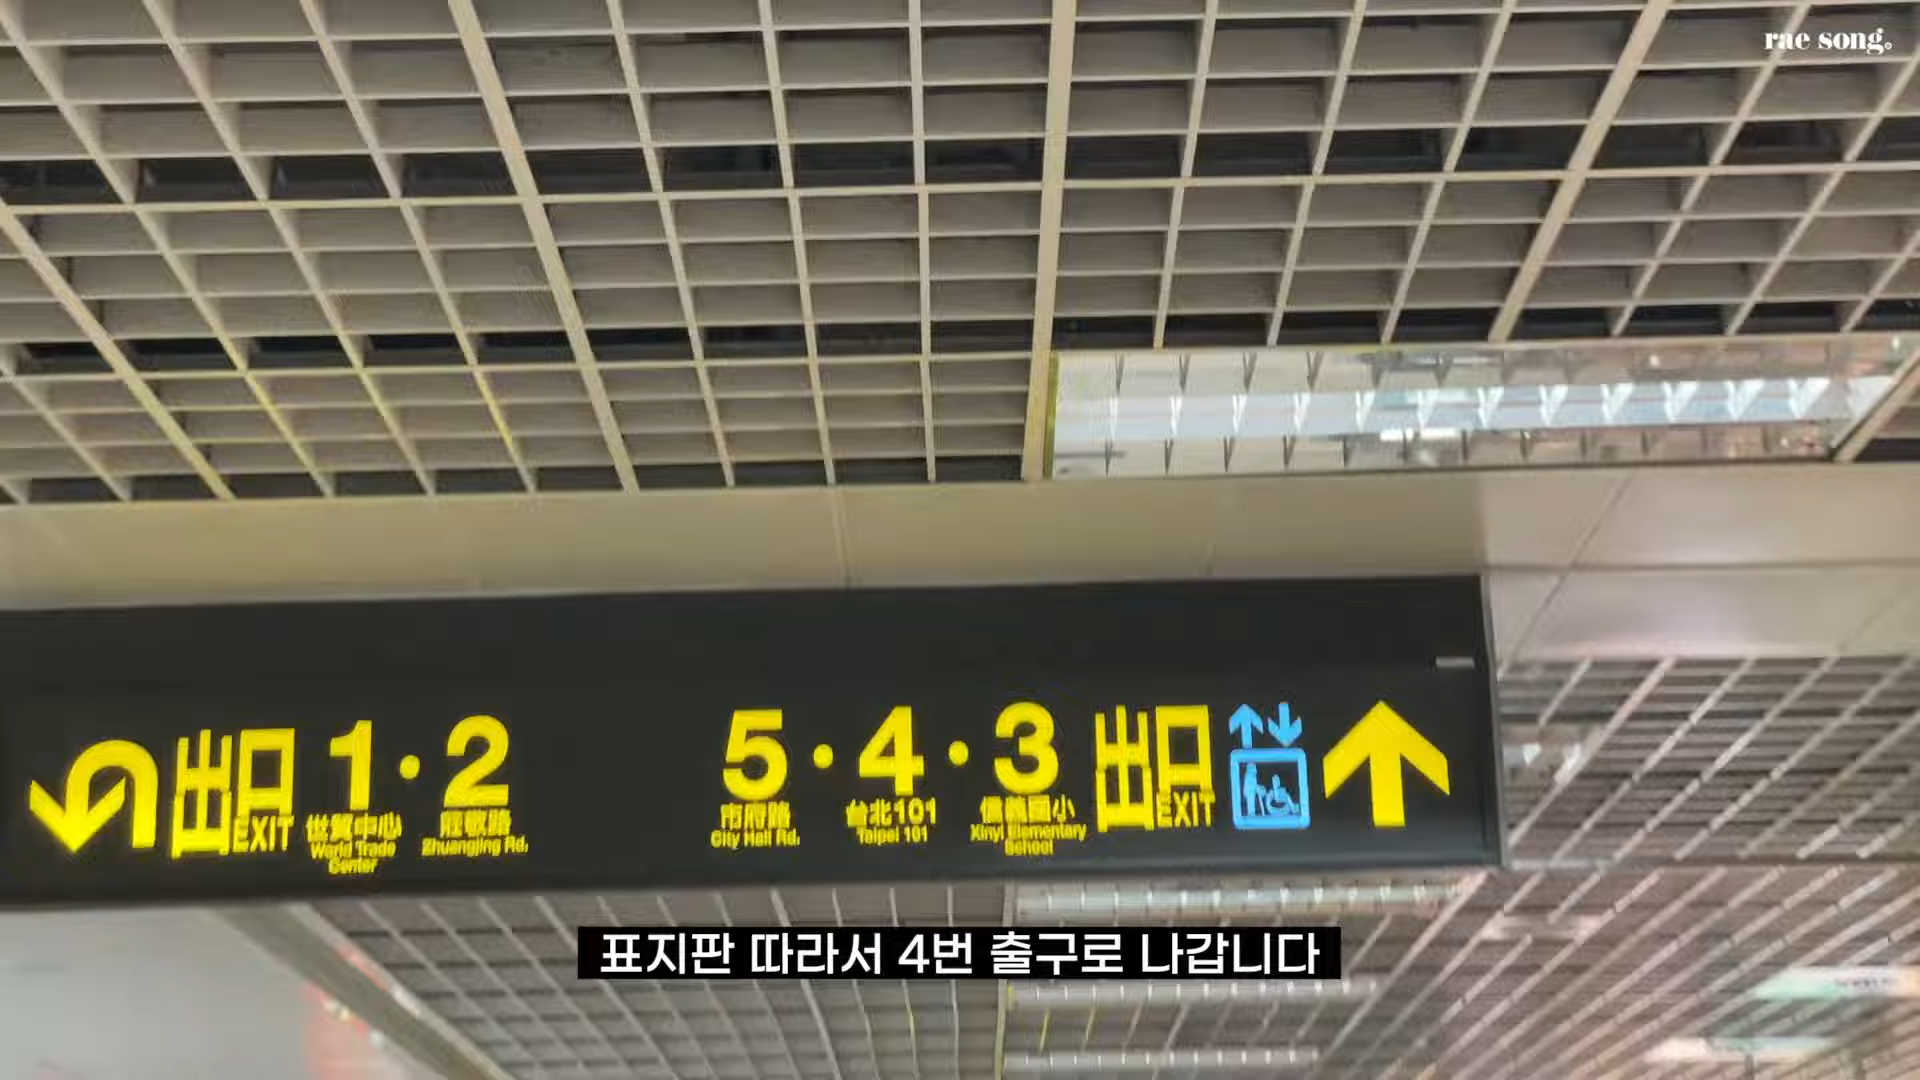 rae song.
出口 EXIT 1·2
世貿中心
World Trade
Center
莊敬路
Zhuangjing Rd.
5·4·3 出口 EXIT
市府路
City Hall Rd.
台北101
Taipei 101
信義國小
Xinyi Elementary
School
표지판 따라서 4번 출구로 나갑니다